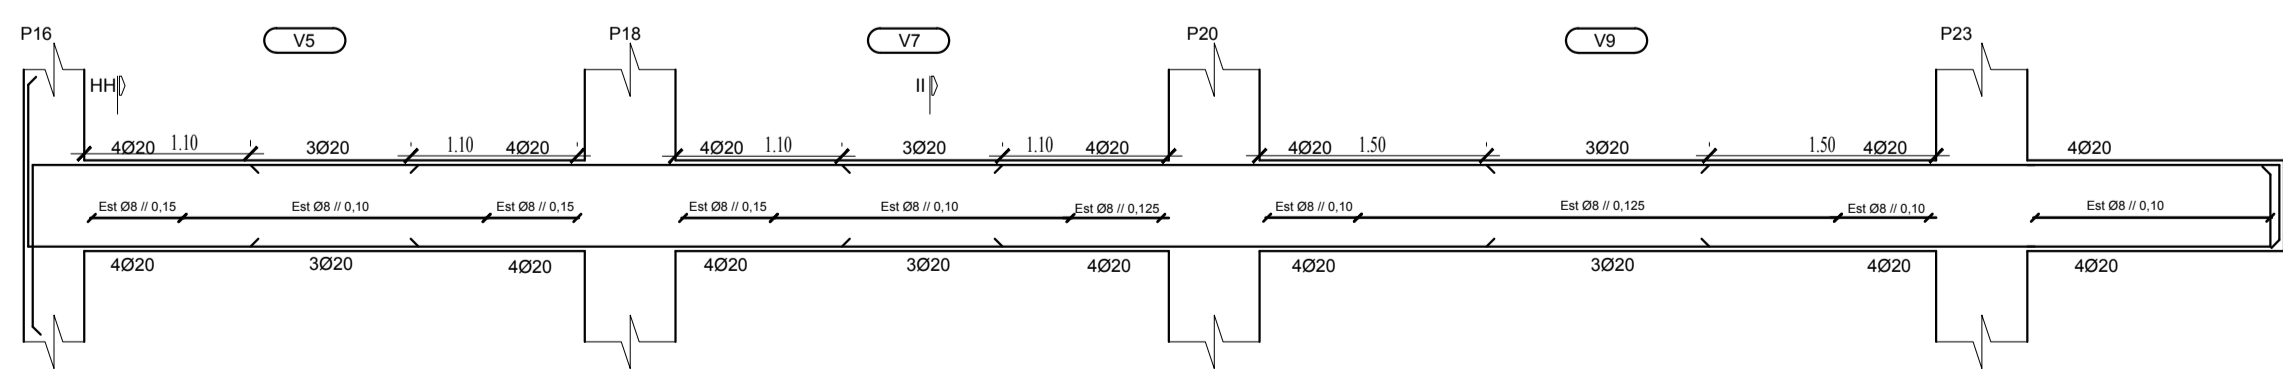 P16 V5 P18 V7 P20 V9 P23
HH II
4Ø20 1.10 3Ø20 1.10 4Ø20 4Ø20 1.10 3Ø20 1.10 4Ø20 4Ø20 1.50 3Ø20 1.50 4Ø20 4Ø20
Est Ø8 // 0,15 Est Ø8 // 0,10 Est Ø8 // 0,15 Est Ø8 // 0,15 Est Ø8 // 0,10 Est Ø8 // 0,125 Est Ø8 // 0,10 Est Ø8 // 0,125 Est Ø8 // 0,10 Est Ø8 // 0,10
4Ø20 3Ø20 4Ø20 4Ø20 3Ø20 4Ø20 4Ø20 3Ø20 4Ø20 4Ø20